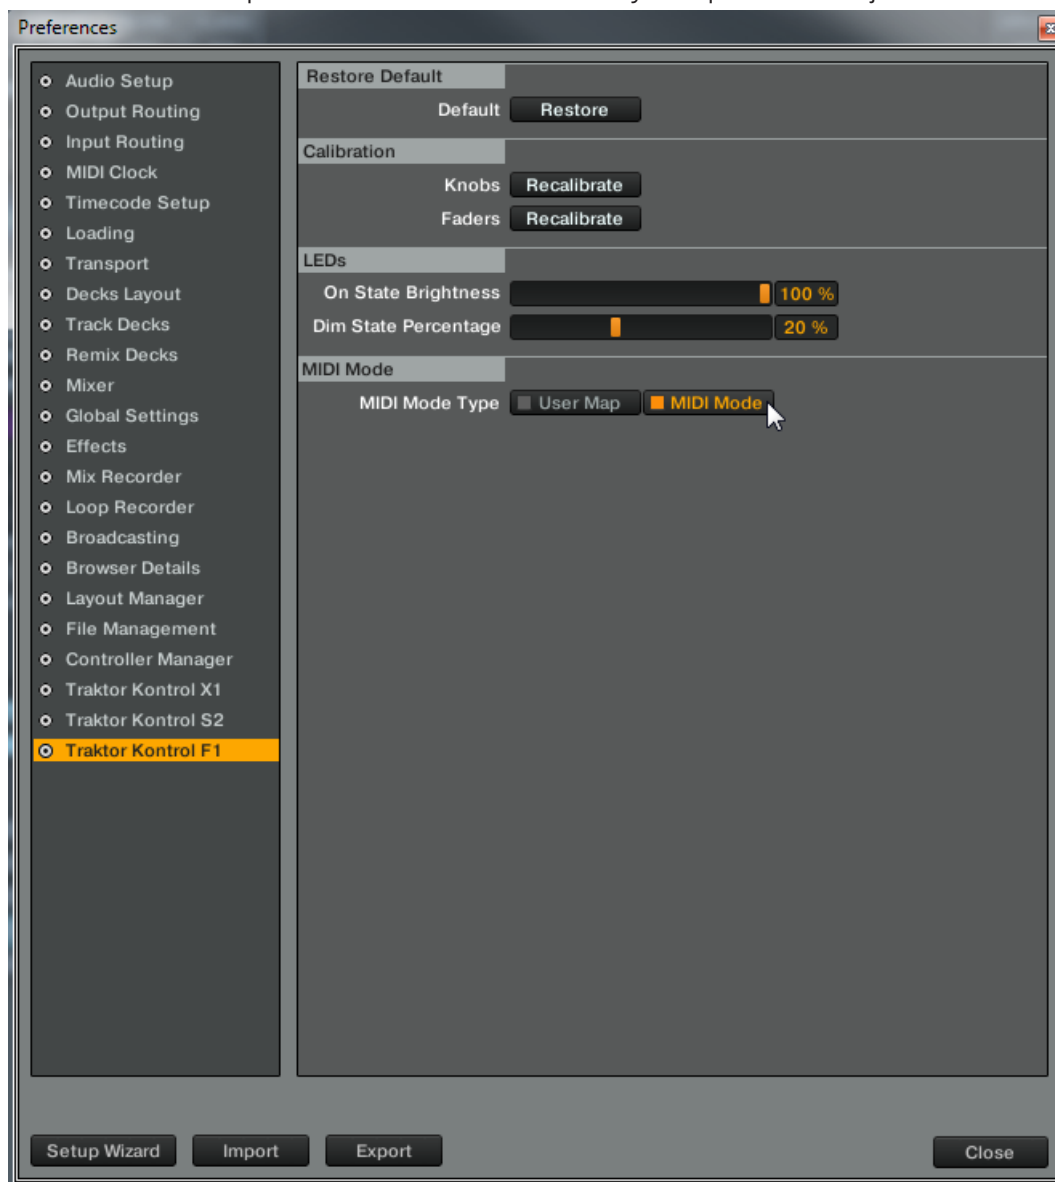 Preferences
Audio Setup
Output Routing
Input Routing
MIDI Clock
Timecode Setup
Loading
Transport
Decks Layout
Track Decks
Remix Decks
Mixer
Global Settings
Effects
Mix Recorder
Loop Recorder
Broadcasting
Browser Details
Layout Manager
File Management
Controller Manager
Traktor Kontrol X1
Traktor Kontrol S2
Traktor Kontrol F1
Restore Default
Default Restore
Calibration
Knobs Recalibrate
Faders Recalibrate
LEDs
On State Brightness 100 %
Dim State Percentage 20 %
MIDI Mode
MIDI Mode Type User Map MIDI Mode
Setup Wizard Import Export Close